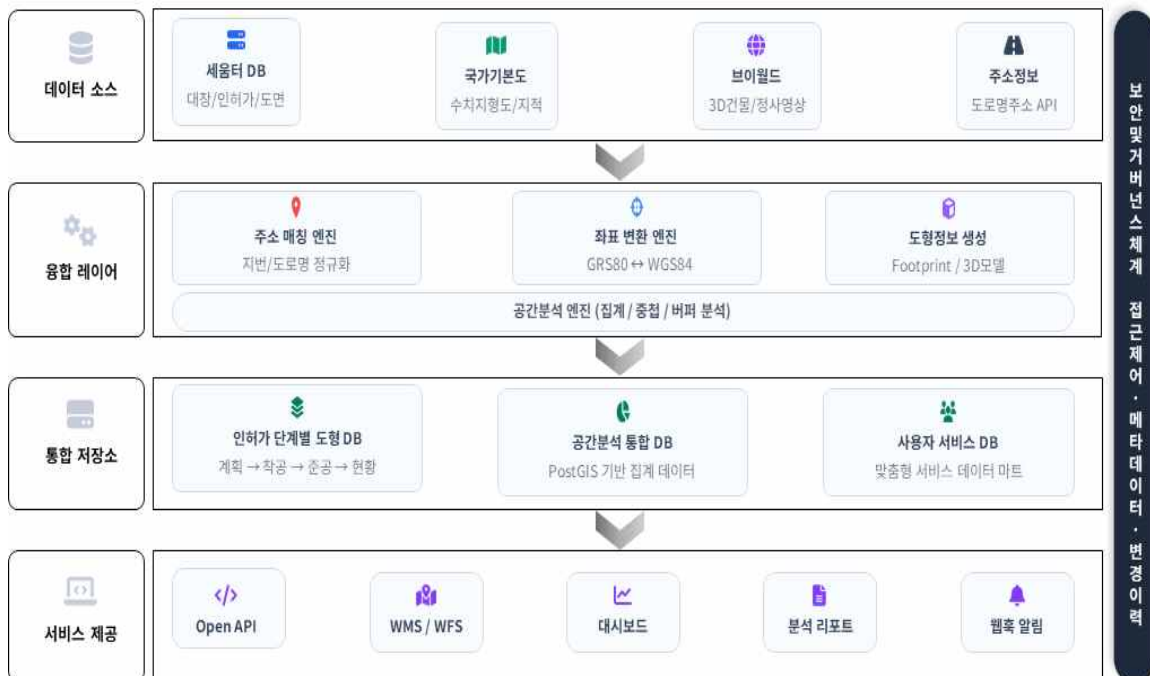 데이터 소스
세움터 DB
대장/인허가/도면
국가기본도
수치지형도/지적
브이월드
3D건물/정사영상
주소정보
도로명주소 API
융합 레이어
주소 매칭 엔진
지번/도로명 정규화
좌표 변환 엔진
GRS80 ↔ WGS84
도형정보 생성
Footprint / 3D모델
공간분석 엔진 (집계 / 중첩 / 버퍼 분석)
통합 저장소
인허가 단계별 도형 DB
계획 → 착공 → 준공 → 현황
공간분석 통합 DB
PostGIS 기반 집계 데이터
사용자 서비스 DB
맞춤형 서비스 데이터 마트
서비스 제공
Open API
WMS / WFS
대시보드
분석 리포트
웹훅 알림
보안및거버넌스체계 접근제어·메타데이터·변경이력